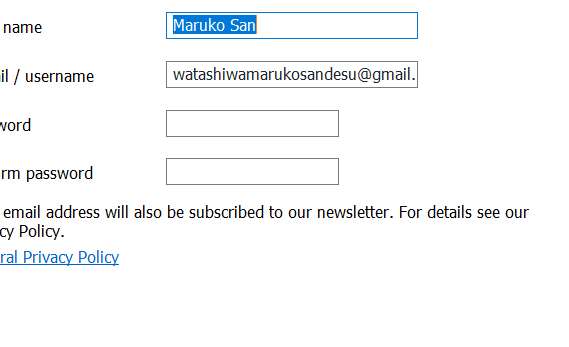 name
Maruko San
il / username
watashiwamarukosandesu@gmail.
word
rm password
email address will also be subscribed to our newsletter. For details see our
cy Policy.
ral Privacy Policy